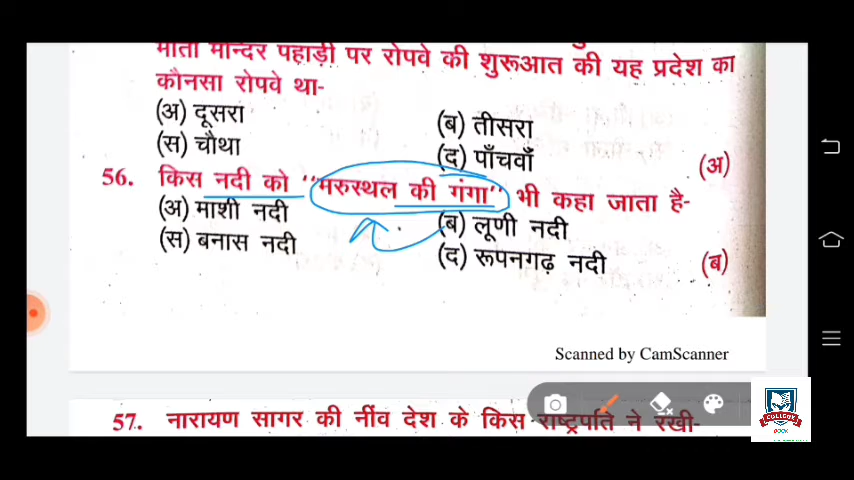 माता मन्दिर पहाड़ी पर रोपवे की शुरूआत की यह प्रदेश का
कौनसा रोपवे था-
(अ) दूसरा (ब) तीसरा
(स) चौथा (द) पाँचवाँ (अ)
56. किस नदी को "मरुस्थल की गंगा" भी कहा जाता है-
(अ) माशी नदी (ब) लूणी नदी
(स) बनास नदी (द) रूपनगढ़ नदी (ब)
Scanned by CamScanner
57. नारायण सागर की नींव देश के किस राष्ट्रपति ने रखी-